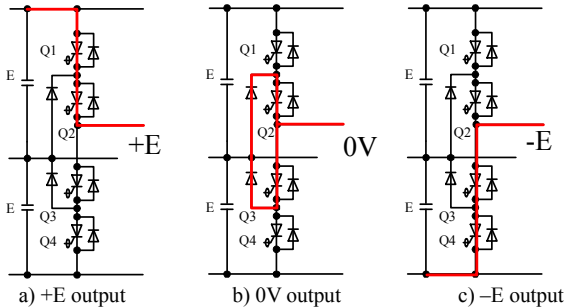 Q1
E
Q2
+E
E
Q3
Q4
a) +E output
Q1
E
Q2
0V
E
Q3
Q4
b) 0V output
Q1
E
Q2
-E
E
Q3
Q4
c) –E output